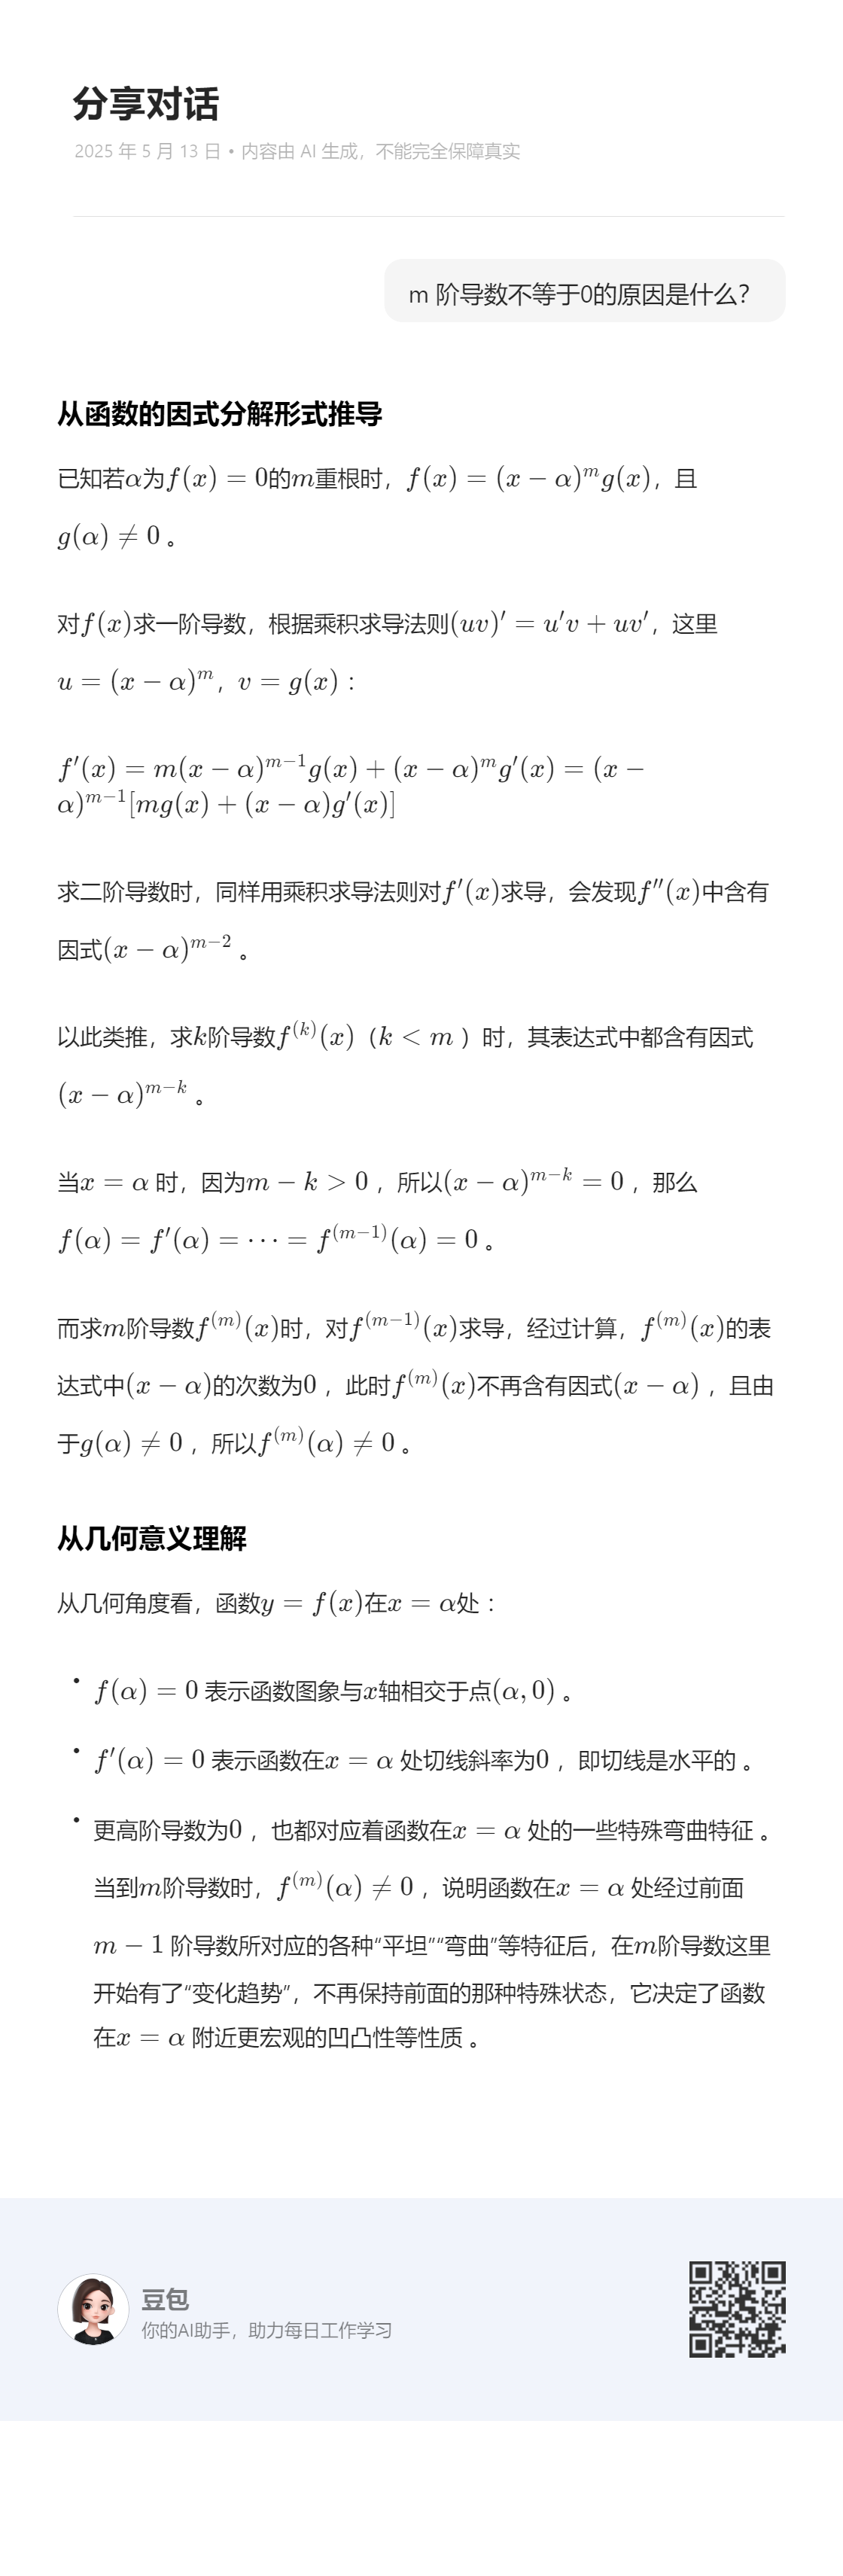 分享对话
2025 年 5 月 13 日 • 内容由 AI 生成，不能完全保障真实
m 阶导数不等于0的原因是什么？
从函数的因式分解形式推导
已知若α为f(x) = 0的m重根时，f(x) = (x − α)^m g(x)，且
g(α) ≠ 0 。
对f(x)求一阶导数，根据乘积求导法则(uv)′ = u′v + uv′，这里
u = (x − α)^m，v = g(x)：
f′(x) = m(x − α)^{m−1}g(x) + (x − α)^m g′(x) = (x −
α)^{m−1}[mg(x) + (x − α)g′(x)]
求二阶导数时，同样用乘积求导法则对f′(x)求导，会发现f″(x)中含有
因式(x − α)^{m−2} 。
以此类推，求k阶导数f^{(k)}(x)（k < m ）时，其表达式中都含有因式
(x − α)^{m−k} 。
当x = α 时，因为m − k > 0 ，所以(x − α)^{m−k} = 0 ，那么
f(α) = f′(α) = ⋯ = f^{(m−1)}(α) = 0 。
而求m阶导数f^{(m)}(x)时，对f^{(m−1)}(x)求导，经过计算，f^{(m)}(x)的表
达式中(x − α)的次数为0 ，此时f^{(m)}(x)不再含有因式(x − α) ，且由
于g(α) ≠ 0 ，所以f^{(m)}(α) ≠ 0 。
从几何意义理解
从几何角度看，函数y = f(x)在x = α处：
• f(α) = 0 表示函数图象与x轴相交于点(α, 0) 。
• f′(α) = 0 表示函数在x = α 处切线斜率为0 ，即切线是水平的 。
• 更高阶导数为0 ，也都对应着函数在x = α 处的一些特殊弯曲特征 。
当到m阶导数时，f^{(m)}(α) ≠ 0 ，说明函数在x = α 处经过前面
m − 1 阶导数所对应的各种“平坦”“弯曲”等特征后，在m阶导数这里
开始有了“变化趋势”，不再保持前面的那种特殊状态，它决定了函数
在x = α 附近更宏观的凹凸性等性质 。
豆包
你的AI助手，助力每日工作学习